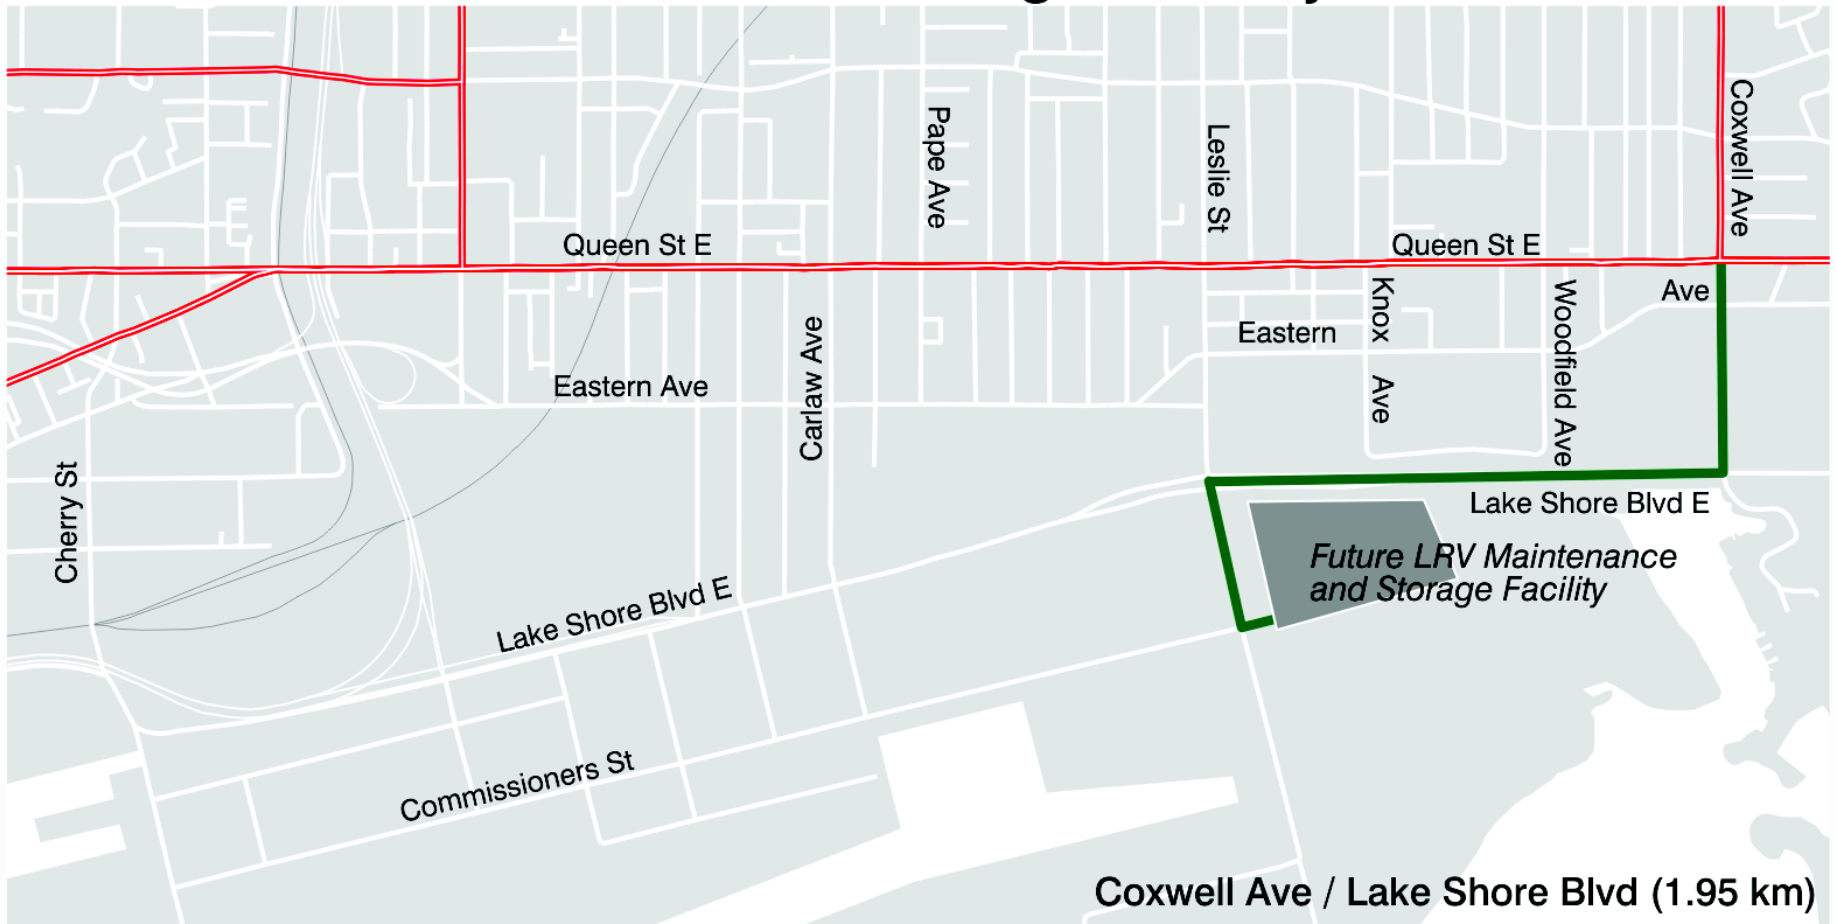 Coxwell Ave
Pape Ave
Leslie St
Queen St E
Queen St E
Knox Ave
Woodfield Ave
Ave
Eastern
Carlaw Ave
Eastern Ave
Cherry St
Lake Shore Blvd E
Future LRV Maintenance
and Storage Facility
Lake Shore Blvd E
Commissioners St
Coxwell Ave / Lake Shore Blvd (1.95 km)